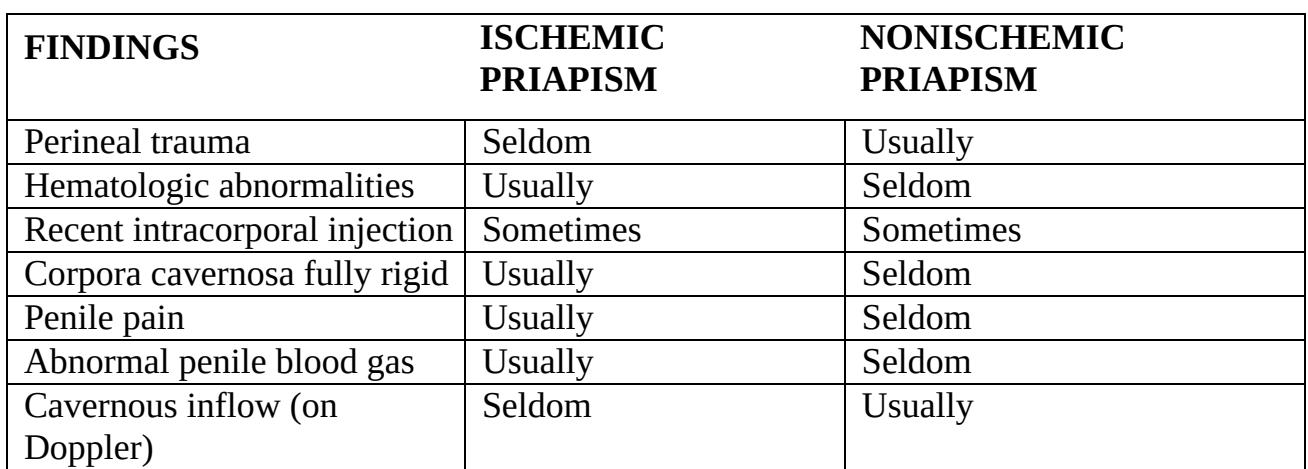 FINDINGS ISCHEMIC PRIAPISM NONISCHEMIC PRIAPISM
Perineal trauma Seldom Usually
Hematologic abnormalities Usually Seldom
Recent intracorporal injection Sometimes Sometimes
Corpora cavernosa fully rigid Usually Seldom
Penile pain Usually Seldom
Abnormal penile blood gas Usually Seldom
Cavernous inflow (on Seldom Usually
Doppler)